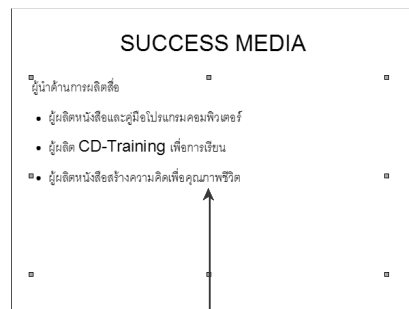 SUCCESS MEDIA
ผู้นำด้านการผลิตสื่อ
• ผู้ผลิตหนังสือและคู่มือโปรแกรมคอมพิวเตอร์
• ผู้ผลิต CD-Training เพื่อการเรียน
• ผู้ผลิตหนังสือสร้างความคิดเพื่อคุณภาพชีวิต